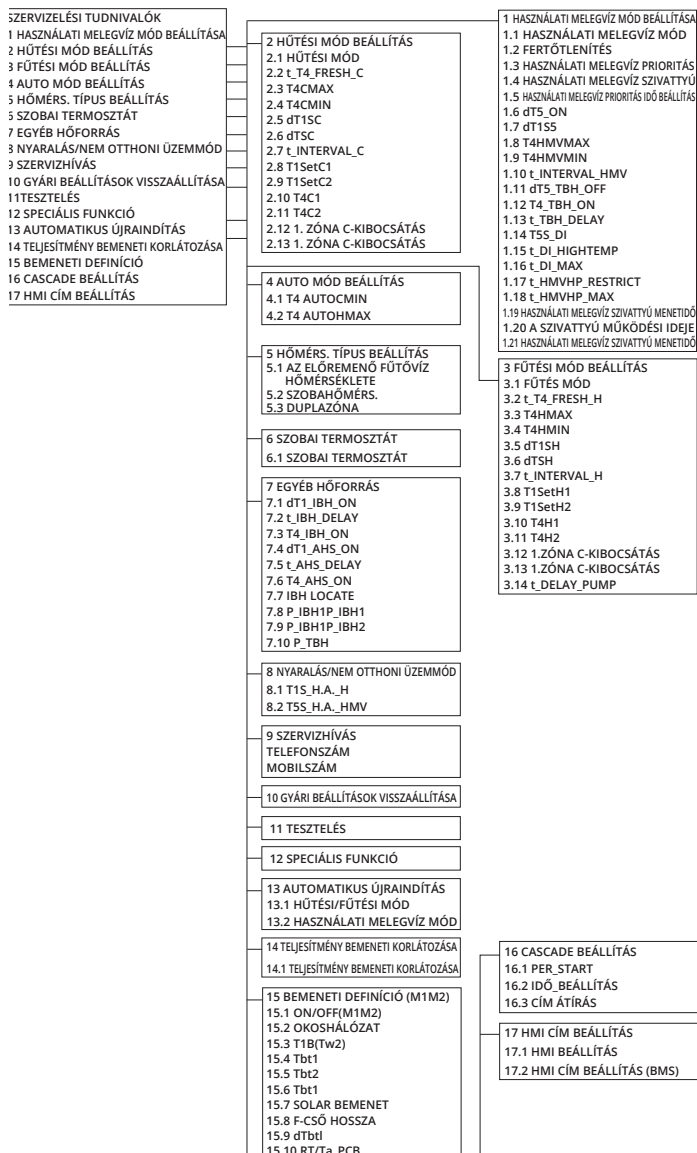 SZERVIZELÉSI TUDNIVALÓK
1 HASZNÁLATI MELEGVÍZ MÓD BEÁLLÍTÁSA
2 HŰTÉSI MÓD BEÁLLÍTÁS
3 FŰTÉSI MÓD BEÁLLÍTÁS
4 AUTO MÓD BEÁLLÍTÁS
5 HŐMÉRS. TÍPUS BEÁLLÍTÁS
6 SZOBAI TERMOSZTÁT
7 EGYÉB HŐFORRÁS
8 NYARALÁS/NEM OTTHONI ÜZEMMÓD
9 SZERVIZHÍVÁS
10 GYÁRI BEÁLLÍTÁSOK VISSZAÁLLÍTÁSA
11TESZTELÉS
12 SPECIÁLIS FUNKCIÓ
13 AUTOMATIKUS ÚJRAINDÍTÁS
14 TELJESÍTMÉNY BEMENETI KORLÁTOZÁSA
15 BEMENETI DEFINÍCIÓ
16 CASCADE BEÁLLÍTÁS
17 HMI CÍM BEÁLLÍTÁS
2 HŰTÉSI MÓD BEÁLLÍTÁS
2.1 HŰTÉSI MÓD
2.2 t_T4_FRESH_C
2.3 T4CMAX
2.4 T4CMIN
2.5 dT1SC
2.6 dTSC
2.7 t_INTERVAL_C
2.8 T1SetC1
2.9 T1SetC2
2.10 T4C1
2.11 T4C2
2.12 1. ZÓNA C-KIBOCSÁTÁS
2.13 1. ZÓNA C-KIBOCSÁTÁS
4 AUTO MÓD BEÁLLÍTÁS
4.1 T4 AUTOCMIN
4.2 T4 AUTOHMAX
5 HŐMÉRS. TÍPUS BEÁLLÍTÁS
5.1 AZ ELŐREMENŐ FŰTŐVÍZ
HŐMÉRSÉKLETE
5.2 SZOBAHŐMÉRS.
5.3 DUPLAZÓNA
6 SZOBAI TERMOSZTÁT
6.1 SZOBAI TERMOSZTÁT
7 EGYÉB HŐFORRÁS
7.1 dT1_IBH_ON
7.2 t_IBH_DELAY
7.3 T4_IBH_ON
7.4 dT1_AHS_ON
7.5 t_AHS_DELAY
7.6 T4_AHS_ON
7.7 IBH LOCATE
7.8 P_IBH1P_IBH1
7.9 P_IBH1P_IBH2
7.10 P_TBH
8 NYARALÁS/NEM OTTHONI ÜZEMMÓD
8.1 T1S_H.A._H
8.2 T5S_H.A._HMV
9 SZERVIZHÍVÁS
TELEFONSZÁM
MOBILSZÁM
10 GYÁRI BEÁLLÍTÁSOK VISSZAÁLLÍTÁSA
11 TESZTELÉS
12 SPECIÁLIS FUNKCIÓ
13 AUTOMATIKUS ÚJRAINDÍTÁS
13.1 HŰTÉSI/FŰTÉSI MÓD
13.2 HASZNÁLATI MELEGVÍZ MÓD
14 TELJESÍTMÉNY BEMENETI KORLÁTOZÁSA
14.1 TELJESÍTMÉNY BEMENETI KORLÁTOZÁSA
15 BEMENETI DEFINÍCIÓ (M1M2)
15.1 ON/OFF(M1M2)
15.2 OKOSHÁLÓZAT
15.3 T1B(Tw2)
15.4 Tbt1
15.5 Tbt2
15.6 Tbt1
15.7 SOLAR BEMENET
15.8 F-CSŐ HOSSZA
15.9 dTbtl
15.10 RT/Ta_PCB
1 HASZNÁLATI MELEGVÍZ MÓD BEÁLLÍTÁSA
1.1 HASZNÁLATI MELEGVÍZ MÓD
1.2 FERTŐTLENÍTÉS
1.3 HASZNÁLATI MELEGVÍZ PRIORITÁS
1.4 HASZNÁLATI MELEGVÍZ SZIVATTYÚ
1.5 HASZNÁLATI MELEGVÍZ PRIORITÁS IDŐ BEÁLLÍTÁS
1.6 dT5_ON
1.7 dT1S5
1.8 T4HMVMAX
1.9 T4HMVMIN
1.10 t_INTERVAL_HMV
1.11 dT5_TBH_OFF
1.12 T4_TBH_ON
1.13 t_TBH_DELAY
1.14 T5S_DI
1.15 t_DI_HIGHTEMP
1.16 t_DI_MAX
1.17 t_HMVHP_RESTRICT
1.18 t_HMVHP_MAX
1.19 HASZNÁLATI MELEGVÍZ SZIVATTYÚ MENETIDŐ
1.20 A SZIVATTYÚ MŰKÖDÉSI IDEJE
1.21 HASZNÁLATI MELEGVÍZ SZIVATTYÚ MENETIDŐ
3 FŰTÉSI MÓD BEÁLLÍTÁS
3.1 FŰTÉS MÓD
3.2 t_T4_FRESH_H
3.3 T4HMAX
3.4 T4HMIN
3.5 dT1SH
3.6 dTSH
3.7 t_INTERVAL_H
3.8 T1SetH1
3.9 T1SetH2
3.10 T4H1
3.11 T4H2
3.12 1.ZÓNA C-KIBOCSÁTÁS
3.13 1.ZÓNA C-KIBOCSÁTÁS
3.14 t_DELAY_PUMP
16 CASCADE BEÁLLÍTÁS
16.1 PER_START
16.2 IDŐ_BEÁLLÍTÁS
16.3 CÍM ÁTÍRÁS
17 HMI CÍM BEÁLLÍTÁS
17.1 HMI BEÁLLÍTÁS
17.2 HMI CÍM BEÁLLÍTÁS (BMS)